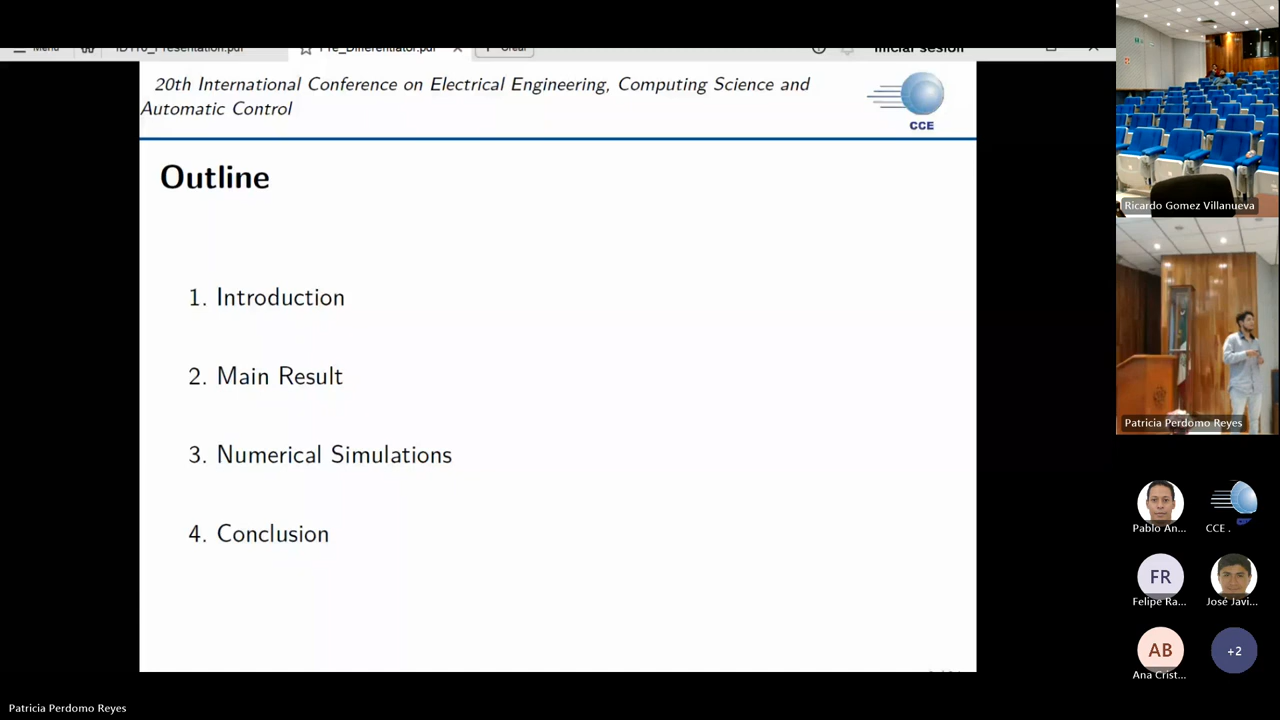 20th International Conference on Electrical Engineering, Computing Science and
Automatic Control
CCE
Outline
1. Introduction
2. Main Result
3. Numerical Simulations
4. Conclusion
Menú
ID110_Presentation.pdf
Pre_Differentiator.pdf
Crear
Iniciar sesión
Ricardo Gomez Villanueva
Patricia Perdomo Reyes
Pablo An...
CCE .
FR
Felipe Ra...
José Javi...
AB
Ana Crist...
+2
Patricia Perdomo Reyes